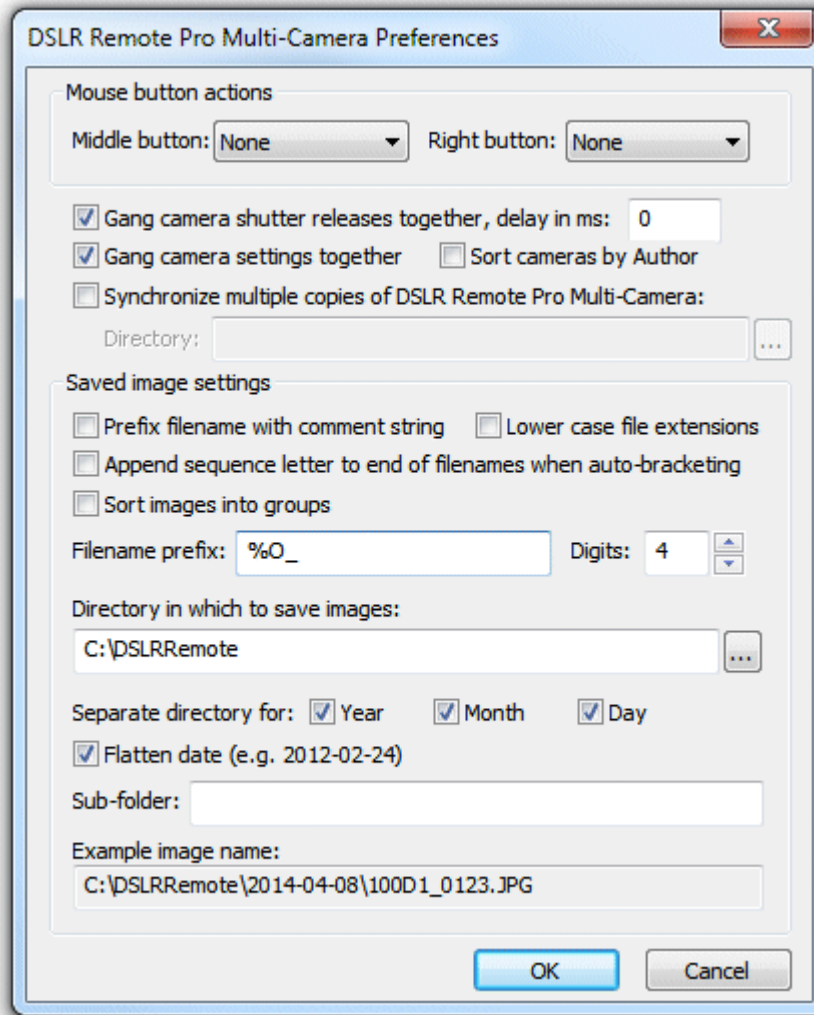 DSLR Remote Pro Multi-Camera Preferences
X
Mouse button actions
Middle button: None Right button: None
Gang camera shutter releases together, delay in ms: 0
Gang camera settings together Sort cameras by Author
Synchronize multiple copies of DSLR Remote Pro Multi-Camera:
Directory: ...
Saved image settings
Prefix filename with comment string Lower case file extensions
Append sequence letter to end of filenames when auto-bracketing
Sort images into groups
Filename prefix: %O_ Digits: 4
Directory in which to save images:
C:\DSLRRemote ...
Separate directory for: Year Month Day
Flatten date (e.g. 2012-02-24)
Sub-folder:
Example image name:
C:\DSLRRemote\2014-04-08\100D1_0123.JPG
OK Cancel